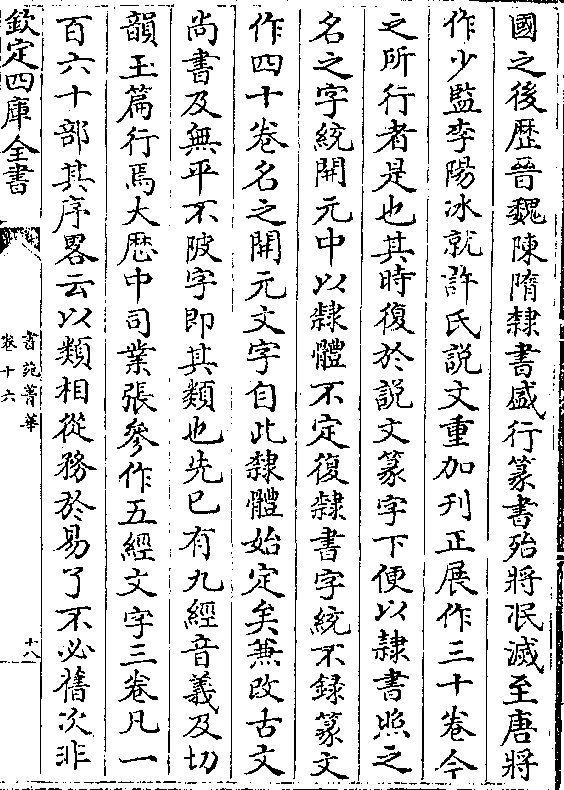 國之後歴晉魏陳隋隸書盛行篆書殆將泯滅至唐將
作少監李陽冰就許氏説文重加刋正展作三十卷今
之所行者是也其時復於説文篆字下便以隸書照之
名之字統開元中以隸體不定復隸書字統不録篆文
作四十卷名之開元文字自此隸體始定矣兼改古文
尚書及無平不陂字即其類也先已有九經音義及切
韻玉篇行焉大歴中司業張參作五經文字三卷凡一
百六十部其序畧云以類相從務於易了不必舊次非
欽定四庫全書
書苑菁華
卷十六
十八